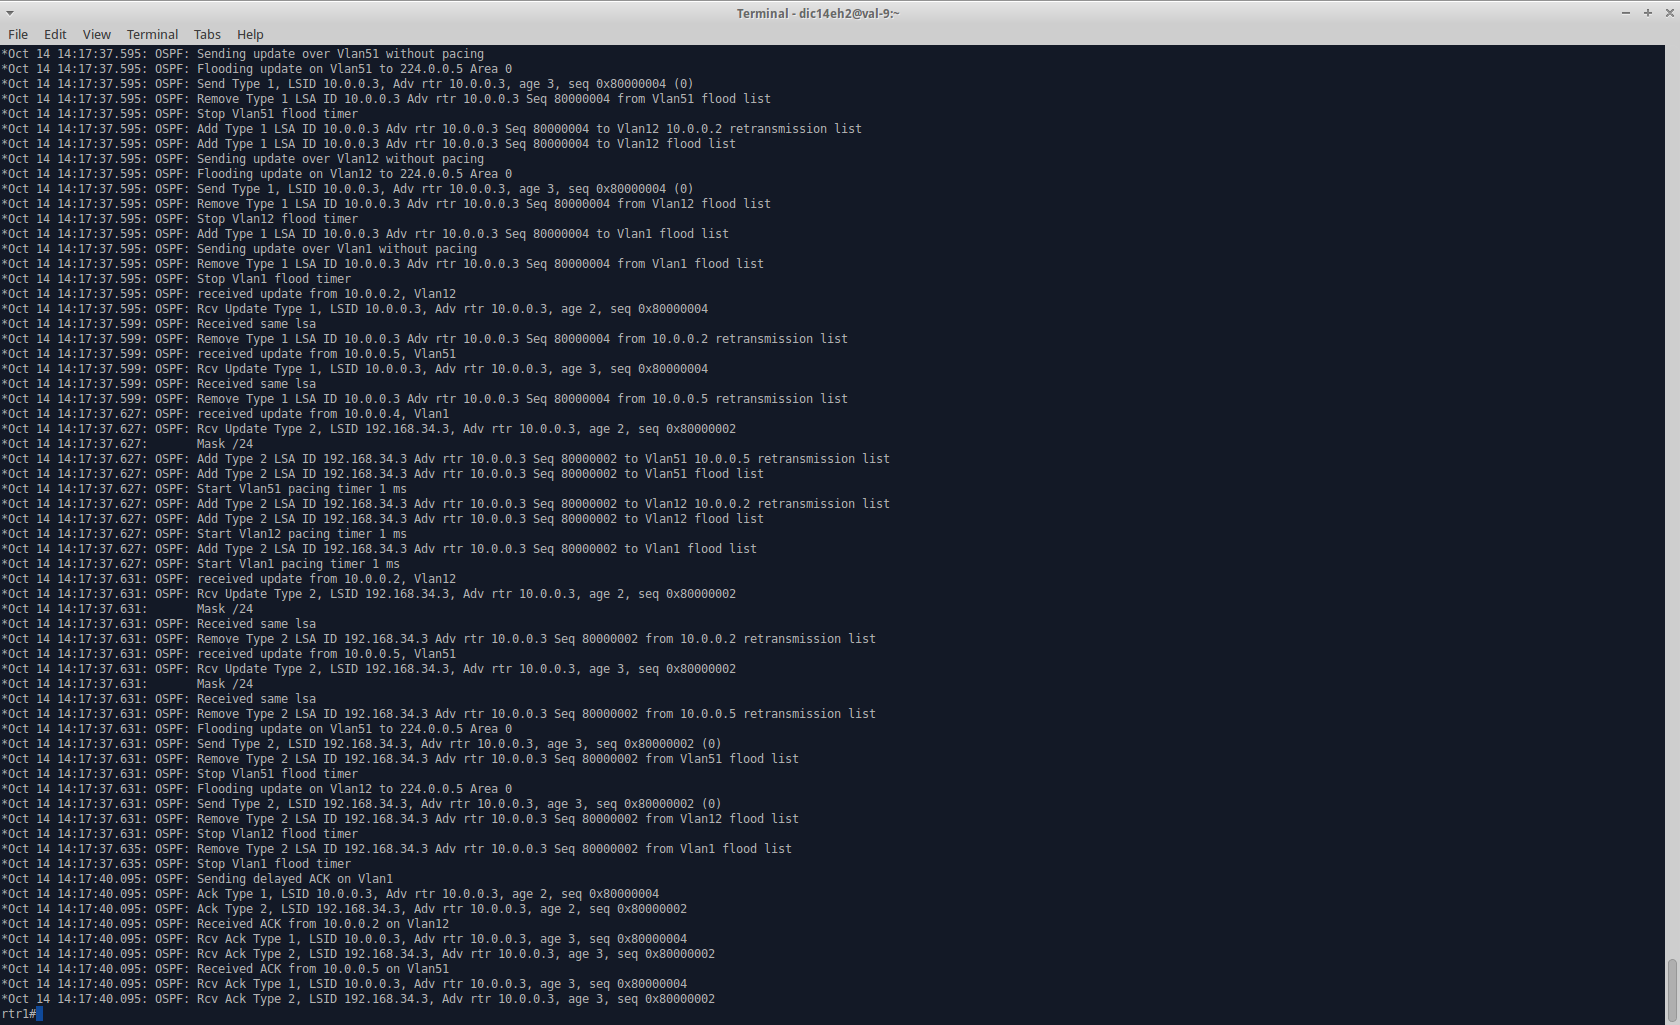 Terminal - dic14eh2@val-9:~
File Edit View Terminal Tabs Help
*Oct 14 14:17:37.595: OSPF: Sending update over Vlan51 without pacing
*Oct 14 14:17:37.595: OSPF: Flooding update on Vlan51 to 224.0.0.5 Area 0
*Oct 14 14:17:37.595: OSPF: Send Type 1, LSID 10.0.0.3, Adv rtr 10.0.0.3, age 3, seq 0x80000004 (0)
*Oct 14 14:17:37.595: OSPF: Remove Type 1 LSA ID 10.0.0.3 Adv rtr 10.0.0.3 Seq 80000004 from Vlan51 flood list
*Oct 14 14:17:37.595: OSPF: Stop Vlan51 flood timer
*Oct 14 14:17:37.595: OSPF: Add Type 1 LSA ID 10.0.0.3 Adv rtr 10.0.0.3 Seq 80000004 to Vlan12 10.0.0.2 retransmission list
*Oct 14 14:17:37.595: OSPF: Add Type 1 LSA ID 10.0.0.3 Adv rtr 10.0.0.3 Seq 80000004 to Vlan12 flood list
*Oct 14 14:17:37.595: OSPF: Sending update over Vlan12 without pacing
*Oct 14 14:17:37.595: OSPF: Flooding update on Vlan12 to 224.0.0.5 Area 0
*Oct 14 14:17:37.595: OSPF: Send Type 1, LSID 10.0.0.3, Adv rtr 10.0.0.3, age 3, seq 0x80000004 (0)
*Oct 14 14:17:37.595: OSPF: Remove Type 1 LSA ID 10.0.0.3 Adv rtr 10.0.0.3 Seq 80000004 from Vlan12 flood list
*Oct 14 14:17:37.595: OSPF: Stop Vlan12 flood timer
*Oct 14 14:17:37.595: OSPF: Add Type 1 LSA ID 10.0.0.3 Adv rtr 10.0.0.3 Seq 80000004 to Vlan1 flood list
*Oct 14 14:17:37.595: OSPF: Sending update over Vlan1 without pacing
*Oct 14 14:17:37.595: OSPF: Remove Type 1 LSA ID 10.0.0.3 Adv rtr 10.0.0.3 Seq 80000004 from Vlan1 flood list
*Oct 14 14:17:37.595: OSPF: Stop Vlan1 flood timer
*Oct 14 14:17:37.595: OSPF: received update from 10.0.0.2, Vlan12
*Oct 14 14:17:37.595: OSPF: Rcv Update Type 1, LSID 10.0.0.3, Adv rtr 10.0.0.3, age 2, seq 0x80000004
*Oct 14 14:17:37.599: OSPF: Received same lsa
*Oct 14 14:17:37.599: OSPF: Remove Type 1 LSA ID 10.0.0.3 Adv rtr 10.0.0.3 Seq 80000004 from 10.0.0.2 retransmission list
*Oct 14 14:17:37.599: OSPF: received update from 10.0.0.5, Vlan51
*Oct 14 14:17:37.599: OSPF: Rcv Update Type 1, LSID 10.0.0.3, Adv rtr 10.0.0.3, age 3, seq 0x80000004
*Oct 14 14:17:37.599: OSPF: Received same lsa
*Oct 14 14:17:37.599: OSPF: Remove Type 1 LSA ID 10.0.0.3 Adv rtr 10.0.0.3 Seq 80000004 from 10.0.0.5 retransmission list
*Oct 14 14:17:37.627: OSPF: received update from 10.0.0.4, Vlan1
*Oct 14 14:17:37.627: OSPF: Rcv Update Type 2, LSID 192.168.34.3, Adv rtr 10.0.0.3, age 2, seq 0x80000002
*Oct 14 14:17:37.627:       Mask /24
*Oct 14 14:17:37.627: OSPF: Add Type 2 LSA ID 192.168.34.3 Adv rtr 10.0.0.3 Seq 80000002 to Vlan51 10.0.0.5 retransmission list
*Oct 14 14:17:37.627: OSPF: Add Type 2 LSA ID 192.168.34.3 Adv rtr 10.0.0.3 Seq 80000002 to Vlan51 flood list
*Oct 14 14:17:37.627: OSPF: Start Vlan51 pacing timer 1 ms
*Oct 14 14:17:37.627: OSPF: Add Type 2 LSA ID 192.168.34.3 Adv rtr 10.0.0.3 Seq 80000002 to Vlan12 10.0.0.2 retransmission list
*Oct 14 14:17:37.627: OSPF: Add Type 2 LSA ID 192.168.34.3 Adv rtr 10.0.0.3 Seq 80000002 to Vlan12 flood list
*Oct 14 14:17:37.627: OSPF: Start Vlan12 pacing timer 1 ms
*Oct 14 14:17:37.627: OSPF: Add Type 2 LSA ID 192.168.34.3 Adv rtr 10.0.0.3 Seq 80000002 to Vlan1 flood list
*Oct 14 14:17:37.627: OSPF: Start Vlan1 pacing timer 1 ms
*Oct 14 14:17:37.631: OSPF: received update from 10.0.0.2, Vlan12
*Oct 14 14:17:37.631: OSPF: Rcv Update Type 2, LSID 192.168.34.3, Adv rtr 10.0.0.3, age 2, seq 0x80000002
*Oct 14 14:17:37.631:       Mask /24
*Oct 14 14:17:37.631: OSPF: Received same lsa
*Oct 14 14:17:37.631: OSPF: Remove Type 2 LSA ID 192.168.34.3 Adv rtr 10.0.0.3 Seq 80000002 from 10.0.0.2 retransmission list
*Oct 14 14:17:37.631: OSPF: received update from 10.0.0.5, Vlan51
*Oct 14 14:17:37.631: OSPF: Rcv Update Type 2, LSID 192.168.34.3, Adv rtr 10.0.0.3, age 3, seq 0x80000002
*Oct 14 14:17:37.631:       Mask /24
*Oct 14 14:17:37.631: OSPF: Received same lsa
*Oct 14 14:17:37.631: OSPF: Remove Type 2 LSA ID 192.168.34.3 Adv rtr 10.0.0.3 Seq 80000002 from 10.0.0.5 retransmission list
*Oct 14 14:17:37.631: OSPF: Flooding update on Vlan51 to 224.0.0.5 Area 0
*Oct 14 14:17:37.631: OSPF: Send Type 2, LSID 192.168.34.3, Adv rtr 10.0.0.3, age 3, seq 0x80000002 (0)
*Oct 14 14:17:37.631: OSPF: Remove Type 2 LSA ID 192.168.34.3 Adv rtr 10.0.0.3 Seq 80000002 from Vlan51 flood list
*Oct 14 14:17:37.631: OSPF: Stop Vlan51 flood timer
*Oct 14 14:17:37.631: OSPF: Flooding update on Vlan12 to 224.0.0.5 Area 0
*Oct 14 14:17:37.631: OSPF: Send Type 2, LSID 192.168.34.3, Adv rtr 10.0.0.3, age 3, seq 0x80000002 (0)
*Oct 14 14:17:37.631: OSPF: Remove Type 2 LSA ID 192.168.34.3 Adv rtr 10.0.0.3 Seq 80000002 from Vlan12 flood list
*Oct 14 14:17:37.631: OSPF: Stop Vlan12 flood timer
*Oct 14 14:17:37.635: OSPF: Remove Type 2 LSA ID 192.168.34.3 Adv rtr 10.0.0.3 Seq 80000002 from Vlan1 flood list
*Oct 14 14:17:37.635: OSPF: Stop Vlan1 flood timer
*Oct 14 14:17:40.095: OSPF: Sending delayed ACK on Vlan1
*Oct 14 14:17:40.095: OSPF: Ack Type 1, LSID 10.0.0.3, Adv rtr 10.0.0.3, age 2, seq 0x80000004
*Oct 14 14:17:40.095: OSPF: Ack Type 2, LSID 192.168.34.3, Adv rtr 10.0.0.3, age 2, seq 0x80000002
*Oct 14 14:17:40.095: OSPF: Received ACK from 10.0.0.2 on Vlan12
*Oct 14 14:17:40.095: OSPF: Rcv Ack Type 1, LSID 10.0.0.3, Adv rtr 10.0.0.3, age 3, seq 0x80000004
*Oct 14 14:17:40.095: OSPF: Rcv Ack Type 2, LSID 192.168.34.3, Adv rtr 10.0.0.3, age 3, seq 0x80000002
*Oct 14 14:17:40.095: OSPF: Received ACK from 10.0.0.5 on Vlan51
*Oct 14 14:17:40.095: OSPF: Rcv Ack Type 1, LSID 10.0.0.3, Adv rtr 10.0.0.3, age 3, seq 0x80000004
*Oct 14 14:17:40.095: OSPF: Rcv Ack Type 2, LSID 192.168.34.3, Adv rtr 10.0.0.3, age 3, seq 0x80000002
rtr1#